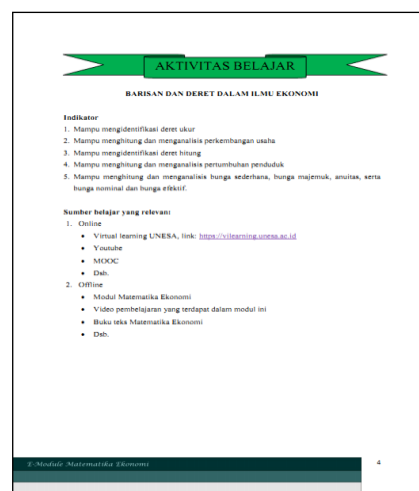 AKTIVITAS BELAJAR
BARISAN DAN DERET DALAM ILMU EKONOMI
Indikator
1. Mampu mengidentifikasi deret ukur
2. Mampu menghitung dan menganalisis perkembangan usaha
3. Mampu mengidentifikasi deret hitung
4. Mampu menghitung dan menganalisis pertumbuhan penduduk
5. Mampu menghitung dan menganalisis bunga sederhana, bunga majemuk, anuitas, serta
bunga nominal dan bunga efektif.
Sumber belajar yang relevan:
1. Online
• Virtual learning UNESA, link: https://vilearning.unesa.ac.id
• Youtube
• MOOC
• Dsb.
2. Offline
• Modul Matematika Ekonomi
• Video pembelajaran yang terdapat dalam modul ini
• Buku teks Matematika Ekonomi
• Dsb.
E-Module Matematika Ekonomi
4